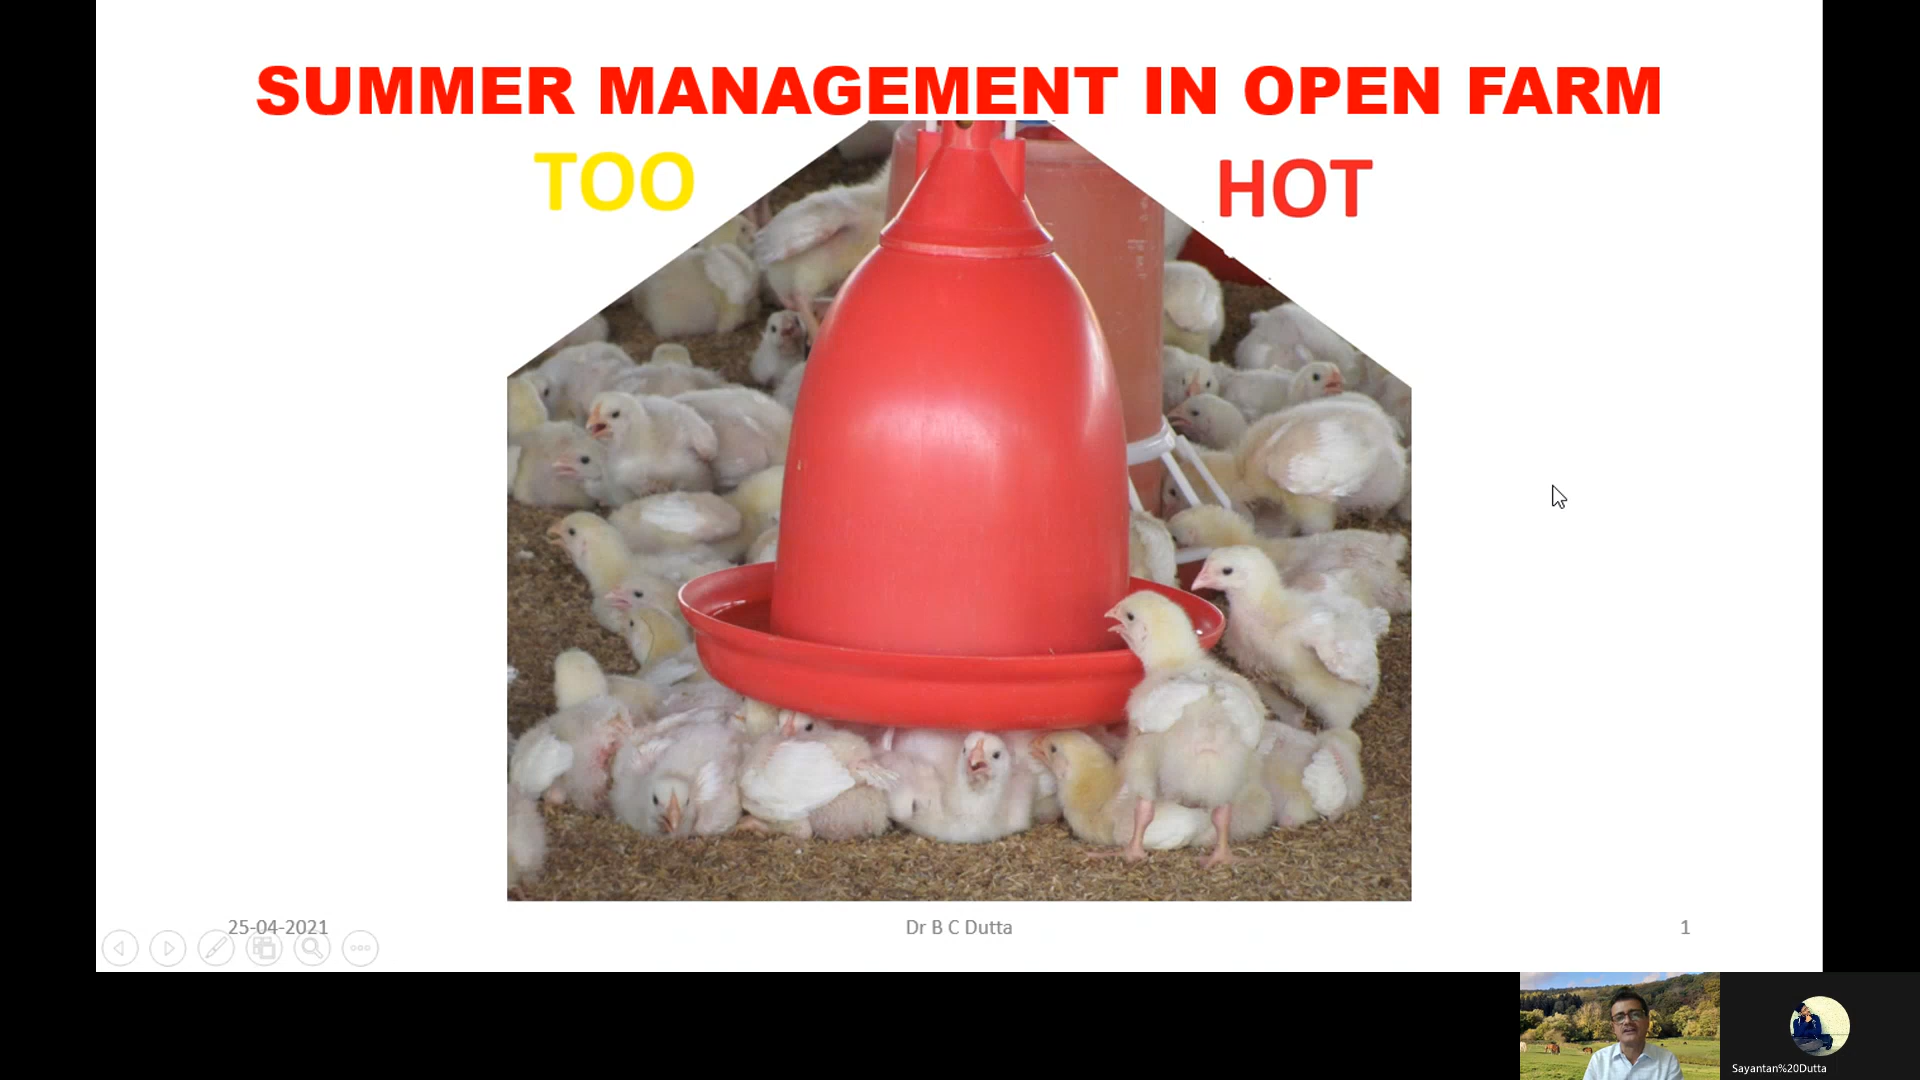 SUMMER MANAGEMENT IN OPEN FARM
TOO
HOT
25-04-2021
Dr B C Dutta
1
Sayantan%20Dutta